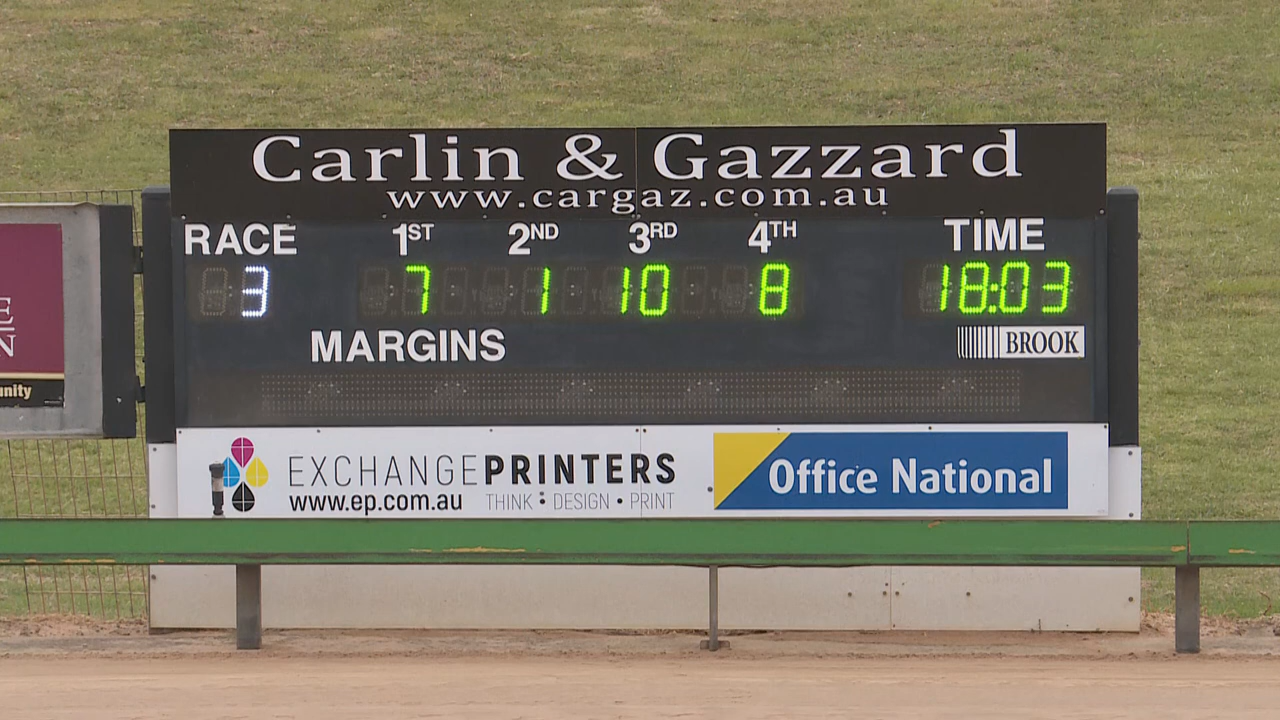 Carlin & Gazzard
www.cargaz.com.au
RACE 1ST 2ND 3RD 4TH TIME
3 7 1 10 8 18:03
MARGINS
BROOK
E
N
unity
EXCHANGEPRINTERS
www.ep.com.au THINK • DESIGN • PRINT
Office National